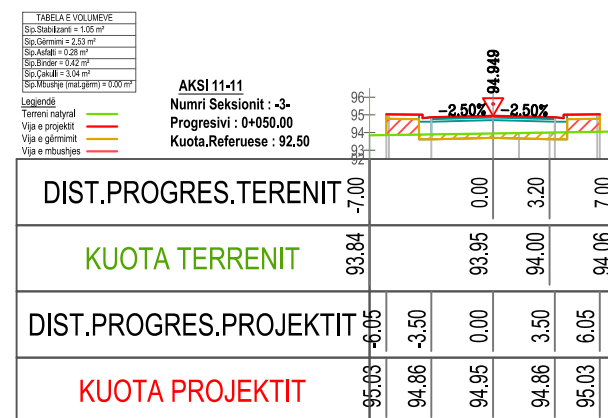 TABELA E VOLUMEVE
Sip.Stabilizanti = 1.05 m²
Sip.Gërmimi = 2.53 m²
Sip.Asfalti = 0.28 m²
Sip.Binder = 0.42 m²
Sip.Çakulli = 3.04 m²
Sip.Mbushje (mat.gërm) = 0.00 m²
Legjendë
Terreni natyral
Vija e projektit
Vija e gërmimit
Vija e mbushjes
AKSI 11-11
Numri Seksionit : -3-
Progresivi : 0+050.00
Kuota.Referuese : 92,50
94.949
-2.50% -2.50%
96
95
94
93
92
DIST.PROGRES.TERENIT -7.00 0.00 3.20 7.00
KUOTA TERRENIT 93.84 93.95 94.00 94.06
DIST.PROGRES.PROJEKTIT -6.05 -3.50 0.00 3.50 6.05
KUOTA PROJEKTIT 95.03 94.86 94.95 94.86 95.03